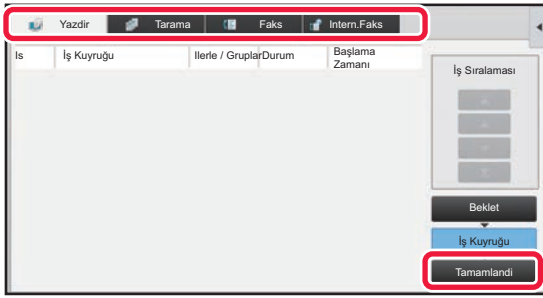 Yazdir Tarama Faks Intern.Faks
Is İş Kuyruğu Ilerle / Gruplar Durum Başlama
Zamanı
İş Sıralaması
Beklet
İş Kuyruğu
Tamamlandi